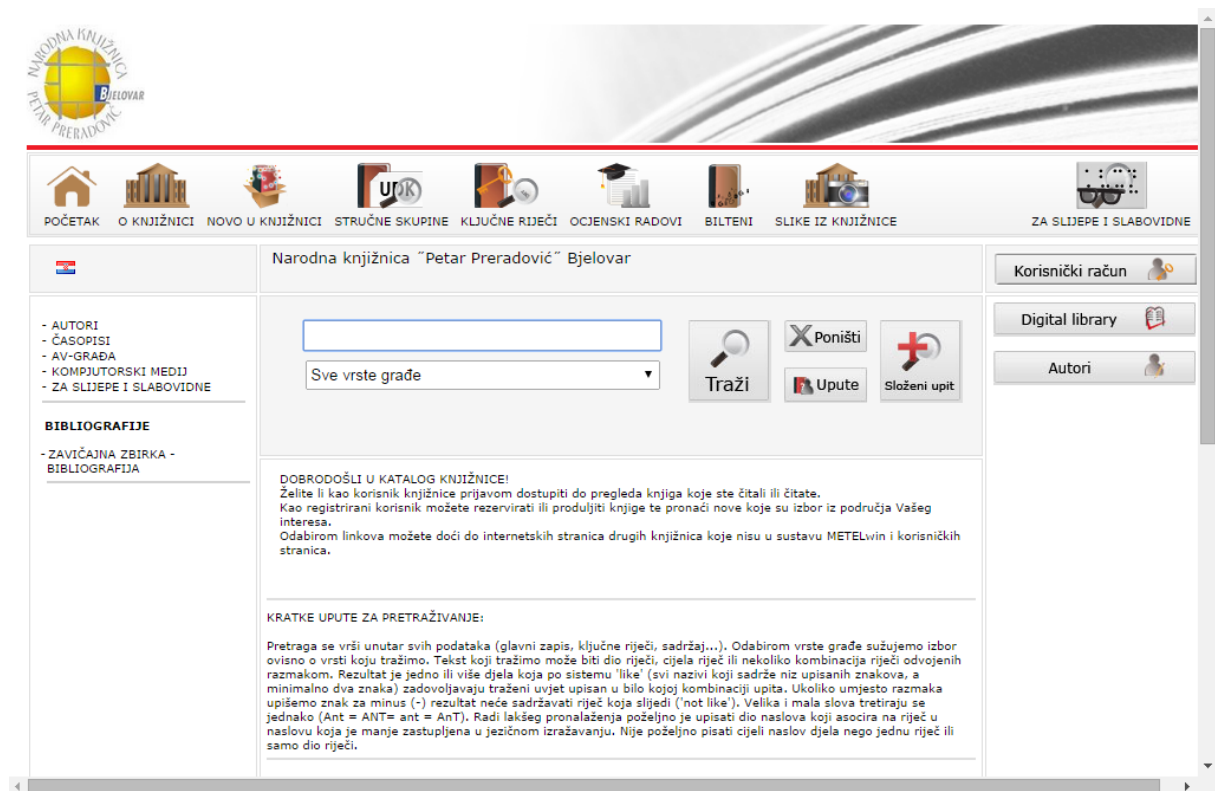 NARODNA KNJIŽNICA
PETAR PRERADOVIĆ
BJELOVAR
POČETAK
O KNJIŽNICI
NOVO U KNJIŽNICI
UDK
STRUČNE SKUPINE
KLJUČNE RIJEČI
OCJENSKI RADOVI
BILTENI
SLIKE IZ KNJIŽNICE
ZA SLIJEPE I SLABOVIDNE
Narodna knjižnica ˝Petar Preradović˝ Bjelovar
Korisnički račun
- AUTORI
- ČASOPISI
- AV-GRAĐA
- KOMPJUTORSKI MEDIJ
- ZA SLIJEPE I SLABOVIDNE
BIBLIOGRAFIJE
- ZAVIČAJNA ZBIRKA -
BIBLIOGRAFIJA
Sve vrste građe
Traži
Poništi
Upute
Složeni upit
Digital library
Autori
DOBRODOŠLI U KATALOG KNJIŽNICE!
Želite li kao korisnik knjižnice prijavom dostupiti do pregleda knjiga koje ste čitali ili čitate.
Kao registrirani korisnik možete rezervirati ili produljiti knjige te pronaći nove koje su izbor iz područja Vašeg
interesa.
Odabirom linkova možete doći do internetskih stranica drugih knjižnica koje nisu u sustavu METELwin i korisničkih
stranica.
KRATKE UPUTE ZA PRETRAŽIVANJE:
Pretraga se vrši unutar svih podataka (glavni zapis, ključne riječi, sadržaj...). Odabirom vrste građe sužujemo izbor
ovisno o vrsti koju tražimo. Tekst koji tražimo može biti dio riječi, cijela riječ ili nekoliko kombinacija riječi odvojenih
razmakom. Rezultat je jedno ili više djela koja po sistemu 'like' (svi nazivi koji sadrže niz upisanih znakova, a
minimalno dva znaka) zadovoljavaju traženi uvjet upisan u bilo kojoj kombinaciji upita. Ukoliko umjesto razmaka
upišemo znak za minus (-) rezultat neće sadržavati riječ koja slijedi ('not like'). Velika i mala slova tretiraju se
jednako (Ant = ANT= ant = AnT). Radi lakšeg pronalaženja poželjno je upisati dio naslova koji asocira na riječ u
naslovu koja je manje zastupljena u jezičnom izražavanju. Nije poželjno pisati cijeli naslov djela nego jednu riječ ili
samo dio riječi.